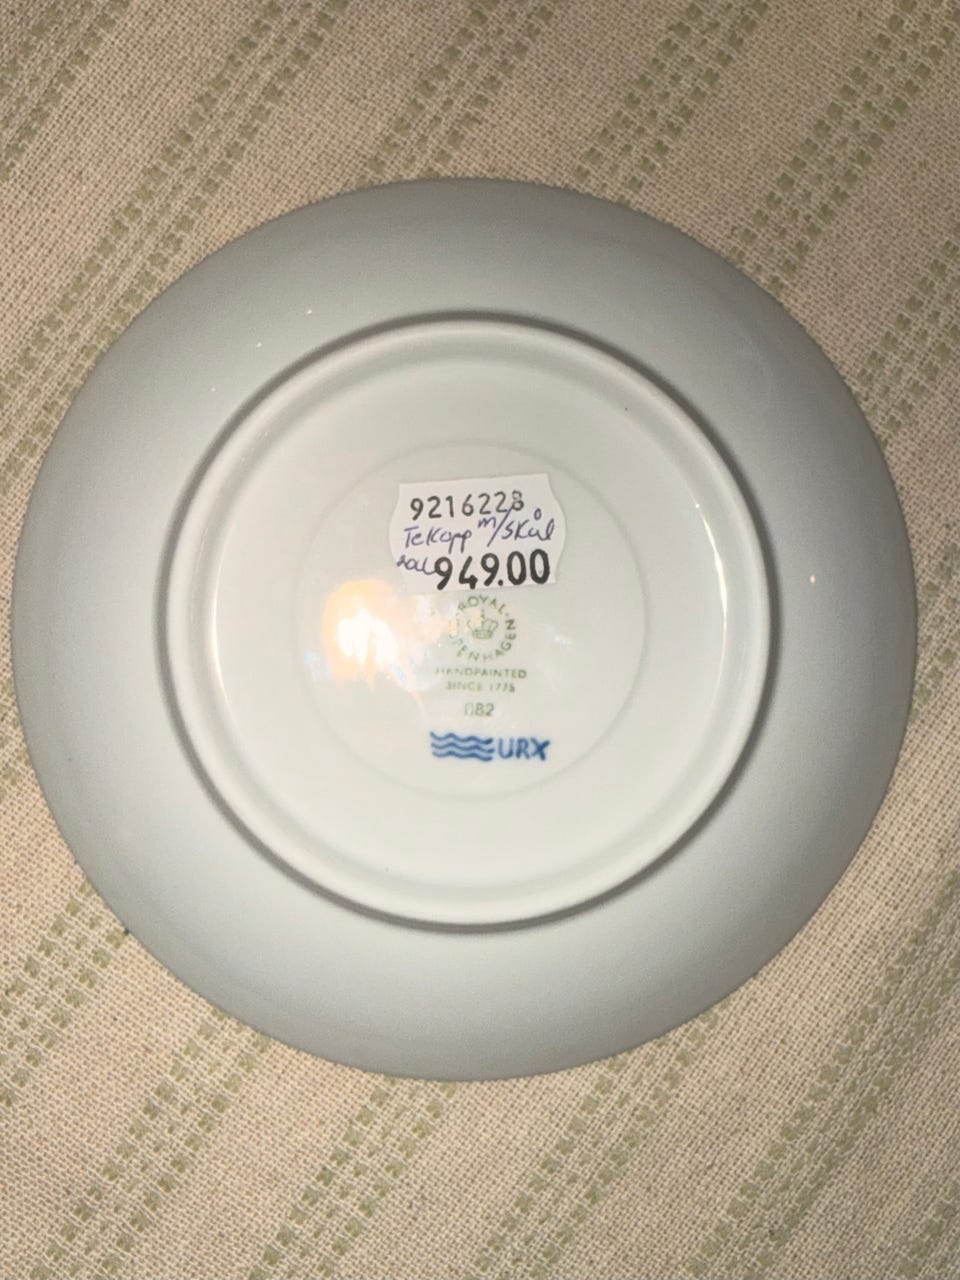 9216228
Tekopp m/skål
949.00
ROYAL COPENHAGEN
HANDPAINTED
SINCE 1775
082
URX